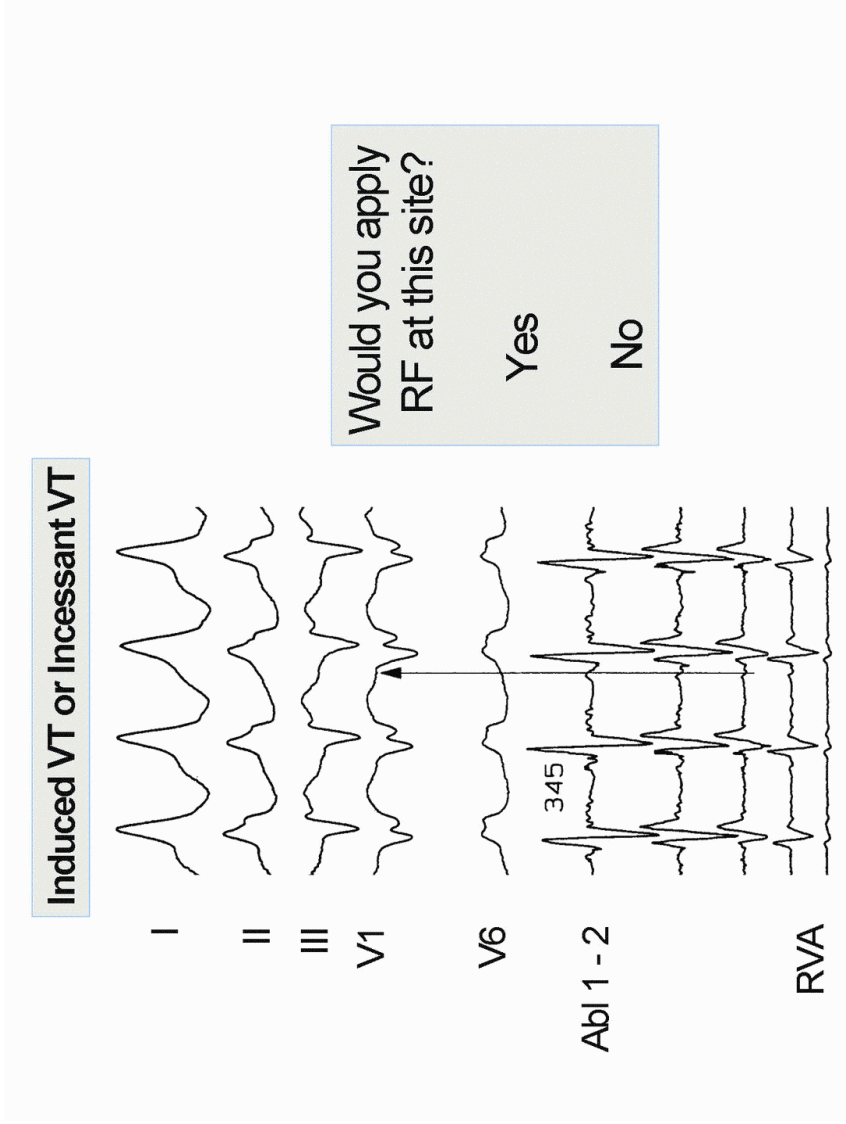 Induced VT or Incessant VT
I
II
III
V1
V6
Abl 1 - 2
345
RVA
Would you apply
RF at this site?
Yes
No